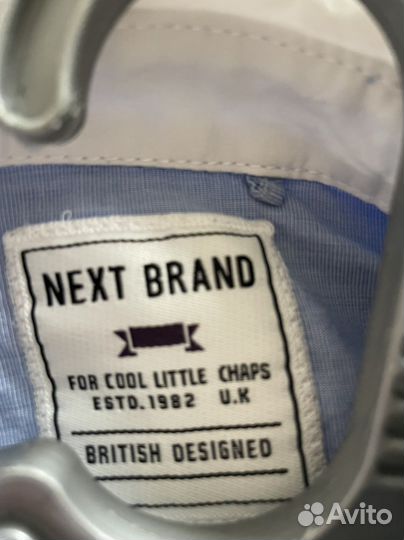 NEXT BRAND
FOR COOL LITTLE CHAPS
ESTD.1982 U.K
BRITISH DESIGNED
Avito